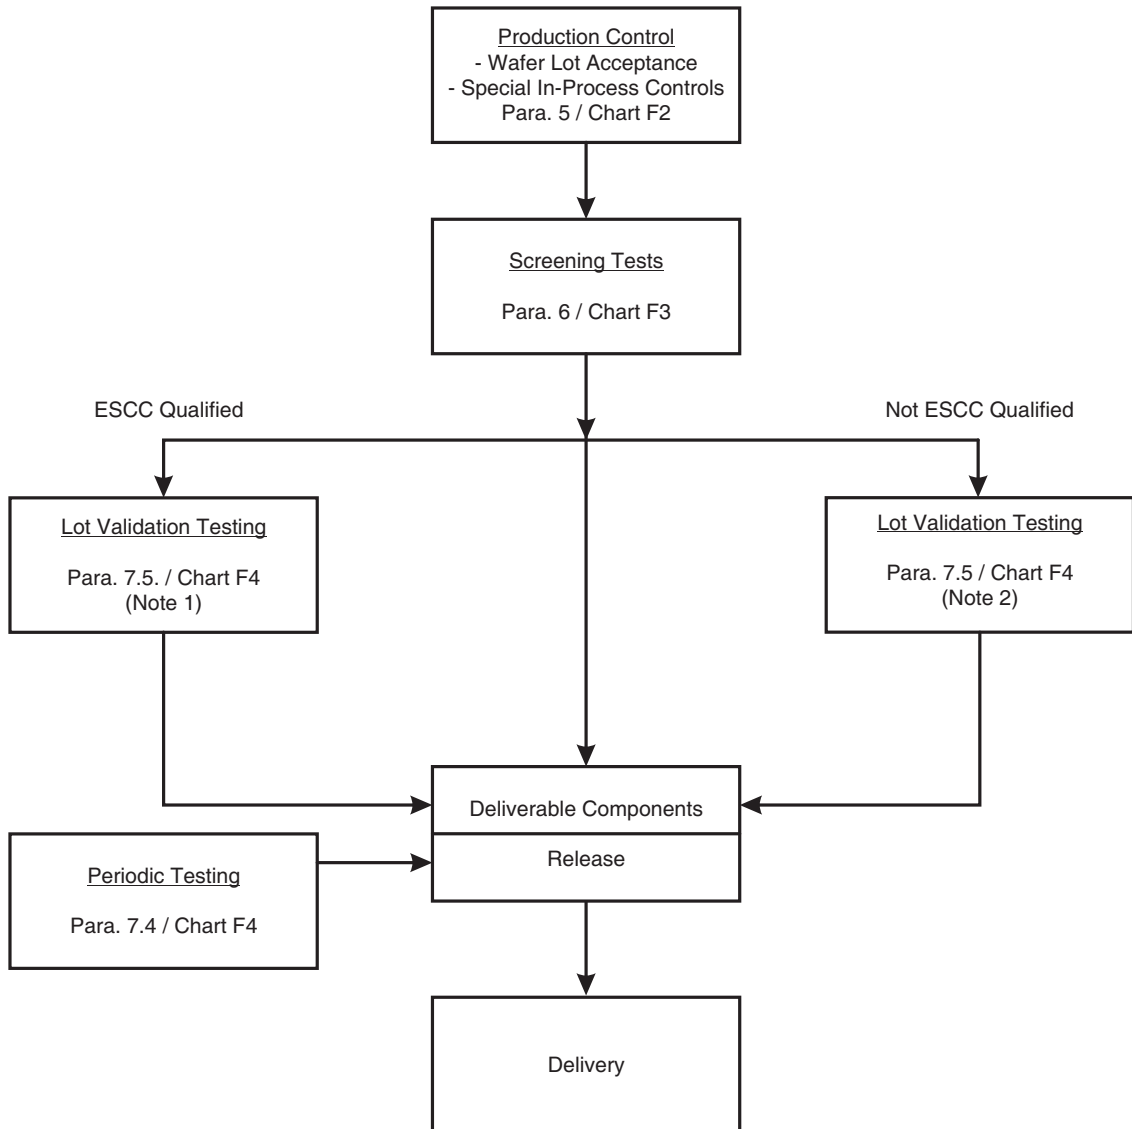 Production Control
- Wafer Lot Acceptance
- Special In-Process Controls
Para. 5 / Chart F2
Screening Tests
Para. 6 / Chart F3
ESCC Qualified
Not ESCC Qualified
Lot Validation Testing
Para. 7.5. / Chart F4
(Note 1)
Lot Validation Testing
Para. 7.5 / Chart F4
(Note 2)
Deliverable Components
Release
Periodic Testing
Para. 7.4 / Chart F4
Delivery